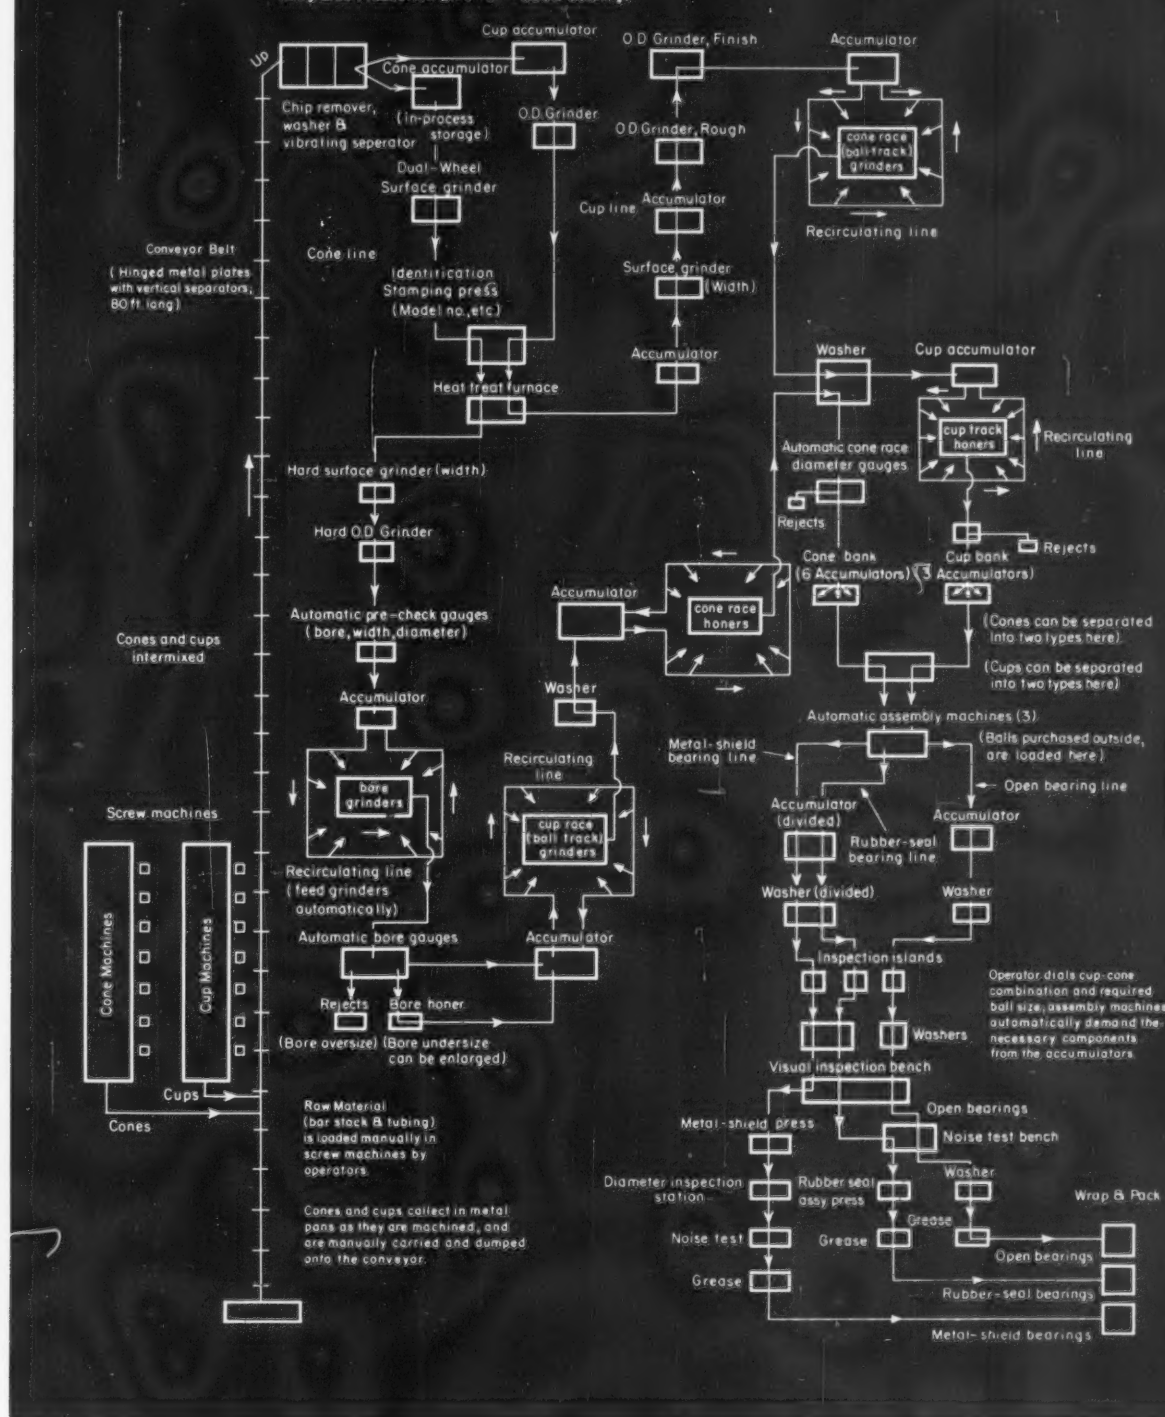 Up
Chip remover,
washer &
vibrating seperator
Cone accumulator
(in-process
storage)
Cup accumulator
O.D. Grinder
Dual-Wheel
Surface grinder
Cone line
Identification
Stamping press
(Model no., etc)
Heat treat furnace
Conveyor Belt
(Hinged metal plates
with vertical separators,
80 ft. lang)
O.D Grinder, Finish
O.D Grinder, Rough
Cup line
Accumulator
Surface grinder
(Width)
Accumulator
Accumulator
cone race
(ball-track)
grinders
Recirculating line
Washer
Cup accumulator
cup track
honers
Recirculating
line
Automatic cone race
diameter gauges
Rejects
Rejects
Cone bank
(6 Accumulators)
Cup bank
(3 Accumulators)
(Cones can be separated
into two types here)
(Cups can be separated
into two types here)
Hard surface grinder (width)
Hard O.D. Grinder
Automatic pre-check gauges
(bore, width, diameter)
Accumulator
bore
grinders
Recirculating line
(feed grinders
automatically)
Automatic bore gauges
Rejects
(Bore oversize)
Bore honer
(Bore undersize
can be enlarged)
Accumulator
cone race
honers
Washer
Recirculating
line
cup race
(ball track)
grinders
Accumulator
Cones and cups
intermixed
Screw machines
Cone Machines
Cup Machines
Cups
Cones
Raw Material
(bar stock & tubing)
is loaded manually in
screw machines by
operators.
Cones and cups collect in metal
pans as they are machined, and
are manually carried and dumped
onto the conveyor.
Automatic assembly machines (3)
(Balls purchased outside,
are loaded here)
Metal-shield
bearing line
Open bearing line
Accumulator
(divided)
Rubber-seal
bearing line
Accumulator
Washer (divided)
Washer
Inspection islands
Operator dials cup-cone
combination and required
ball size, assembly machines
automatically demand the
necessary components
from the accumulators.
Washers
Visual inspection bench
Open bearings
Metal-shield press
Noise test bench
Diameter inspection
station
Rubber seal
assy press
Washer
Wrap & Pack
Noise test
Grease
Grease
Open bearings
Grease
Rubber-seal bearings
Metal-shield bearings